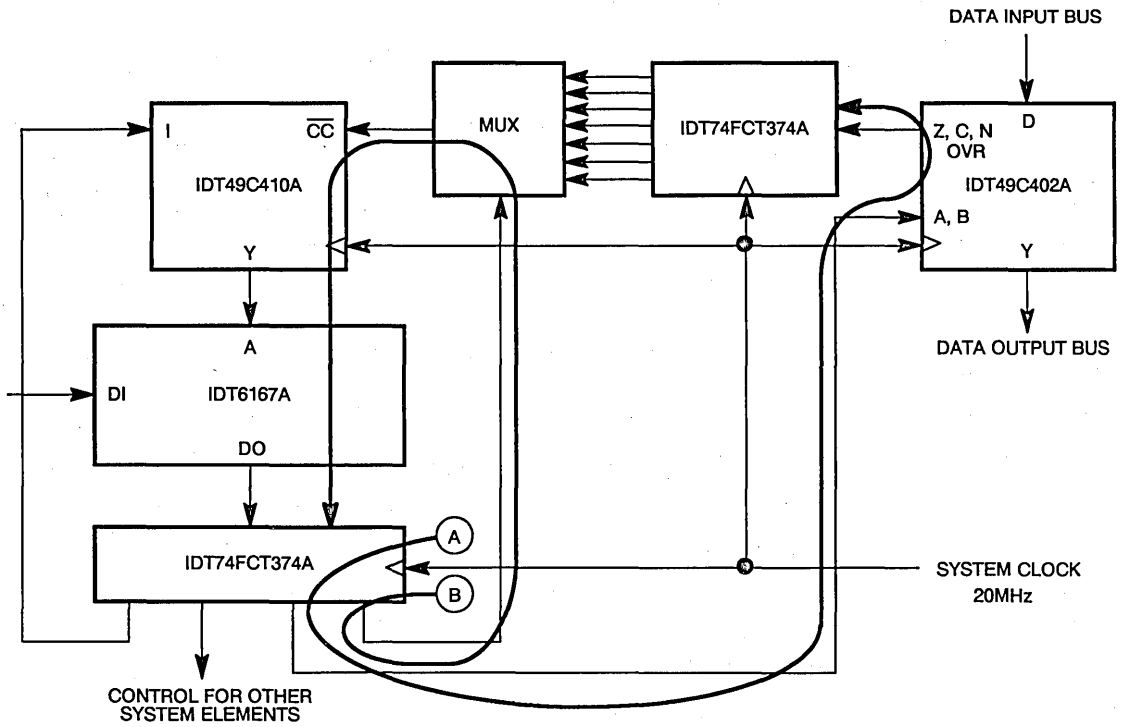 DATA INPUT BUS
I
CC
IDT49C410A
Y
MUX
IDT74FCT374A
Z, C, N
OVR
D
IDT49C402A
A, B
Y
DATA OUTPUT BUS
A
DI
IDT6167A
DO
IDT74FCT374A
A
B
SYSTEM CLOCK
20MHz
CONTROL FOR OTHER
SYSTEM ELEMENTS